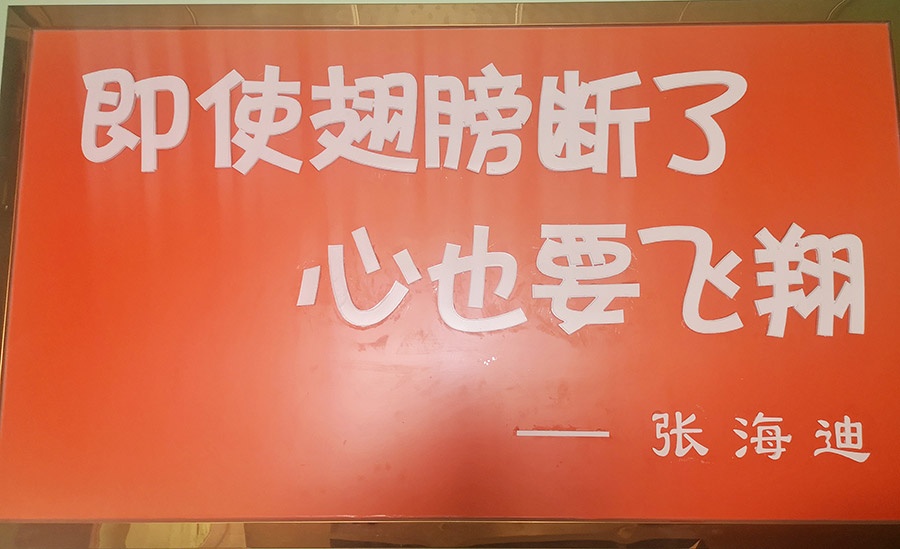 即使翅膀断了
心也要飞翔
——张海迪